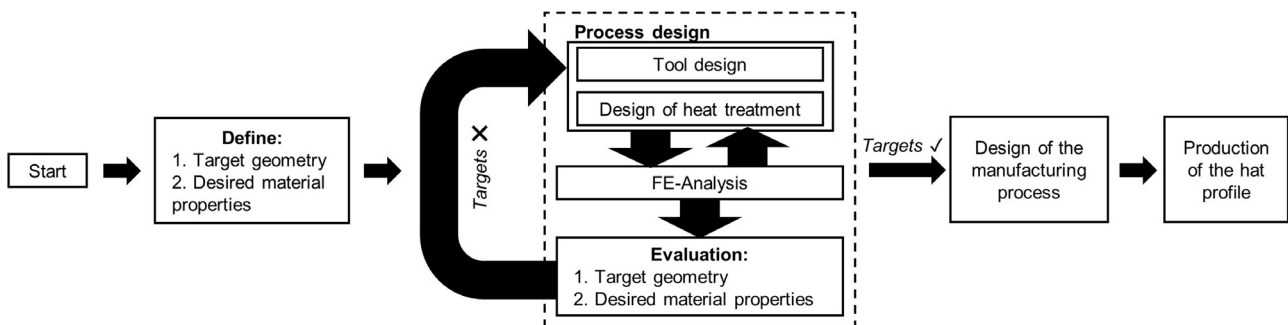 Start
Define:
1. Target geometry
2. Desired material
properties
Targets ✕
Process design
Tool design
Design of heat treatment
FE-Analysis
Evaluation:
1. Target geometry
2. Desired material properties
Targets ✓
Design of the
manufacturing
process
Production
of the hat
profile